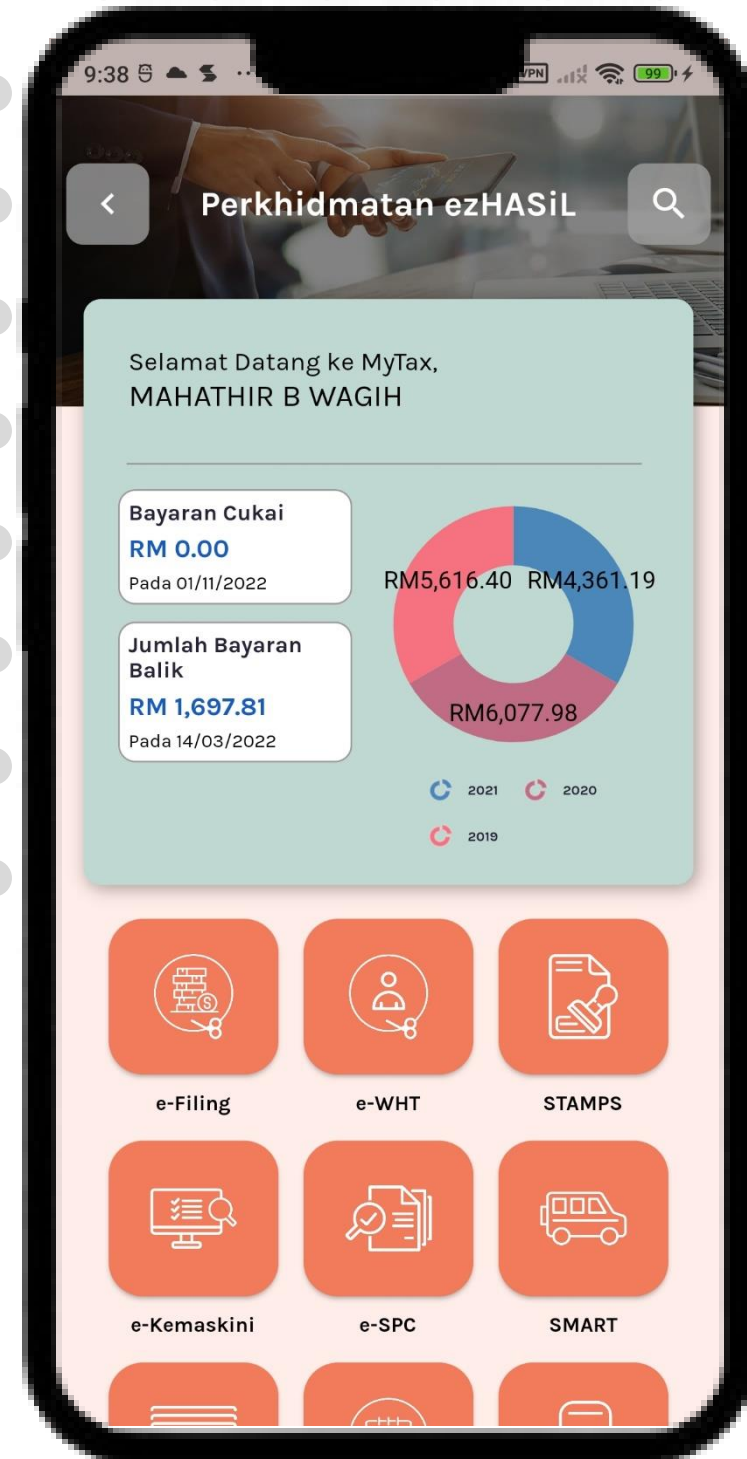 9:38
VPN
99
Perkhidmatan ezHASiL
Selamat Datang ke MyTax,
MAHATHIR B WAGIH
Bayaran Cukai
RM 0.00
Pada 01/11/2022
Jumlah Bayaran
Balik
RM 1,697.81
Pada 14/03/2022
RM5,616.40 RM4,361.19
RM6,077.98
2021 2020
2019
e-Filing e-WHT STAMPS
e-Kemaskini e-SPC SMART